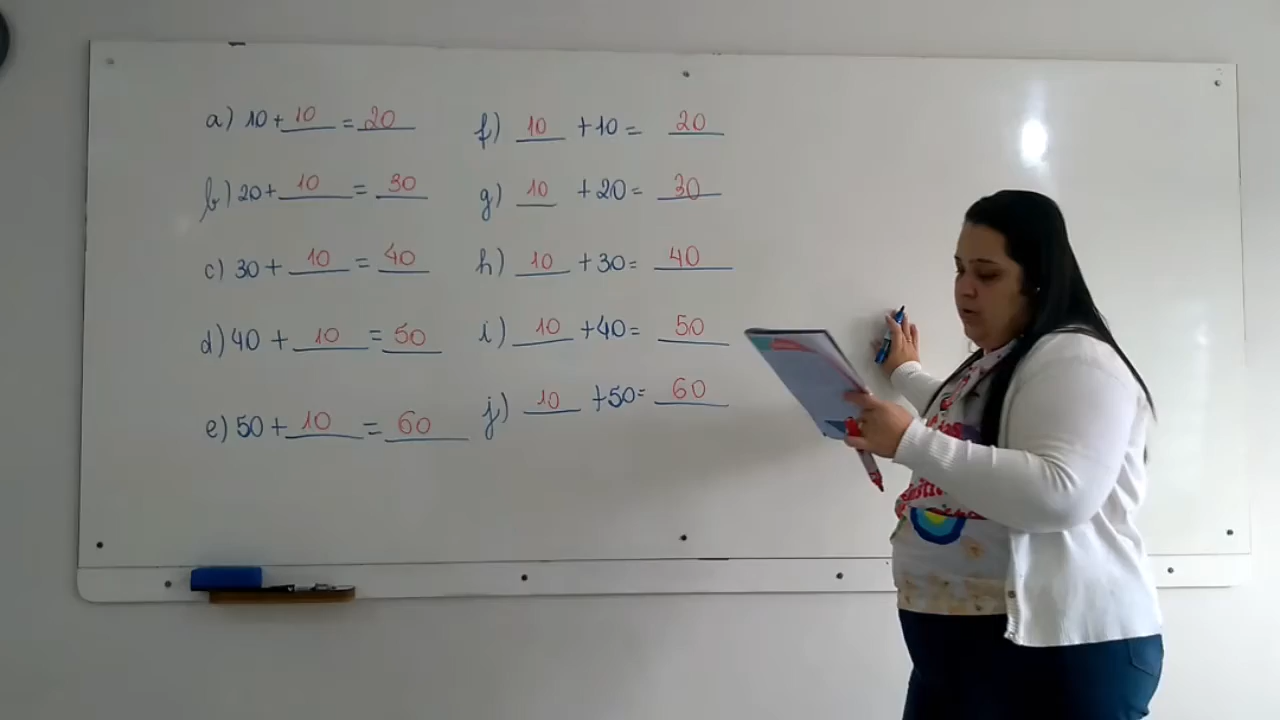 a) 10 + 10 = 20
b) 20 + 10 = 30
c) 30 + 10 = 40
d) 40 + 10 = 50
e) 50 + 10 = 60
f) 10 + 10 = 20
g) 10 + 20 = 30
h) 10 + 30 = 40
i) 10 + 40 = 50
j) 10 + 50 = 60